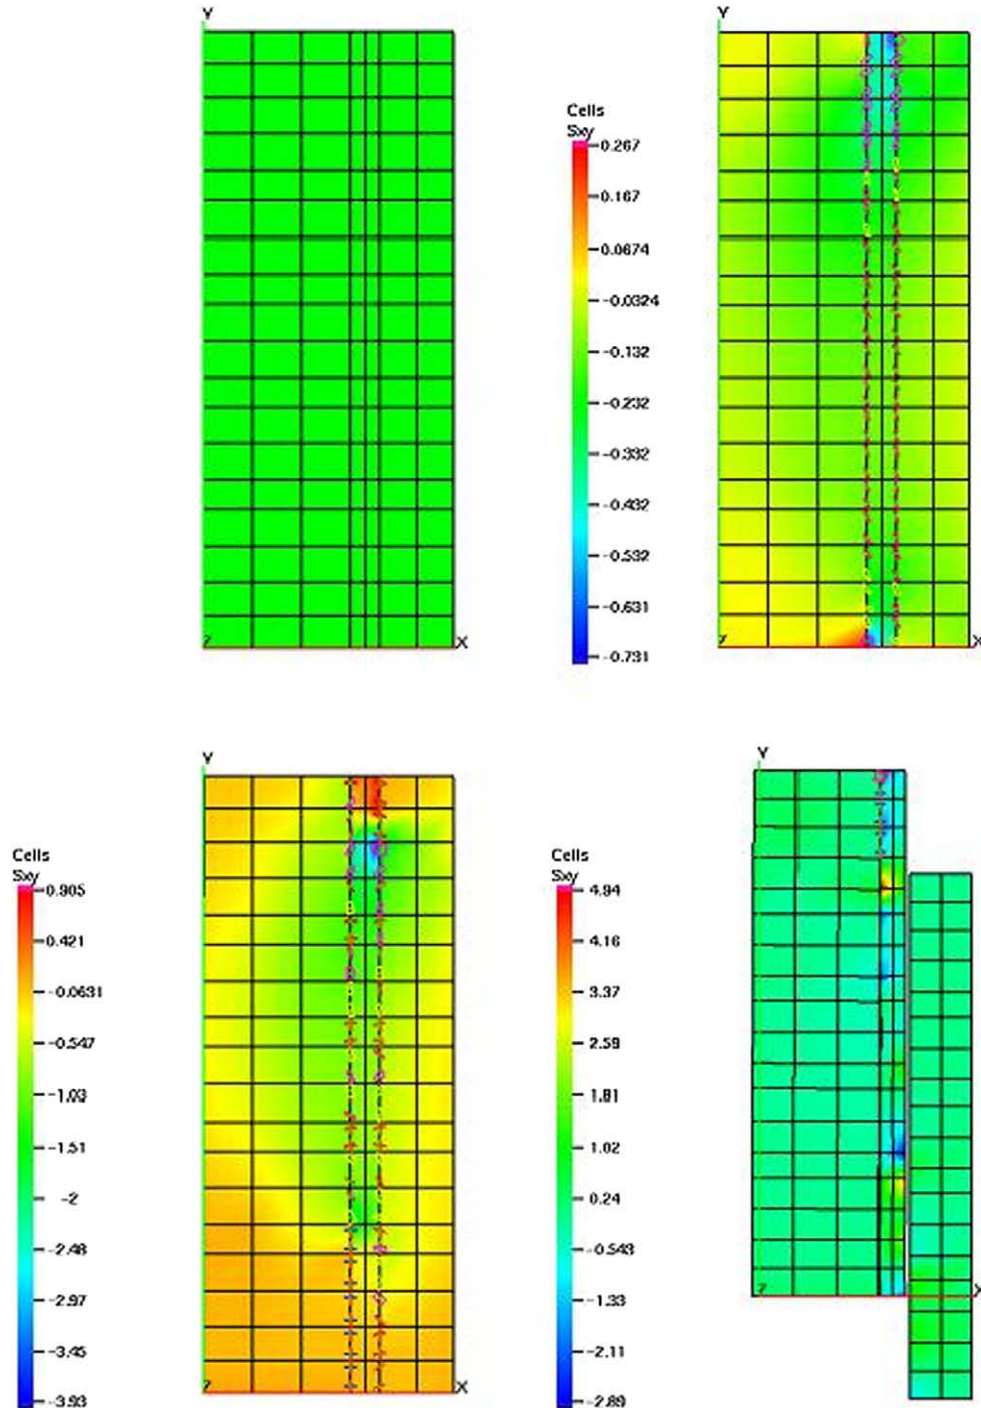 Y
X
Z
Y
Cells
Sxy
0.267
0.167
0.0674
-0.0324
-0.132
-0.232
-0.332
-0.432
-0.532
-0.631
-0.731
X
Z
Y
Cells
Sxy
0.905
0.421
-0.0631
-0.547
-1.03
-1.51
-2
-2.48
-2.97
-3.45
-3.93
Z
X
Y
Cells
Sxy
4.94
4.16
3.37
2.59
1.81
1.02
0.24
-0.543
-1.33
-2.11
-2.89
Z
X